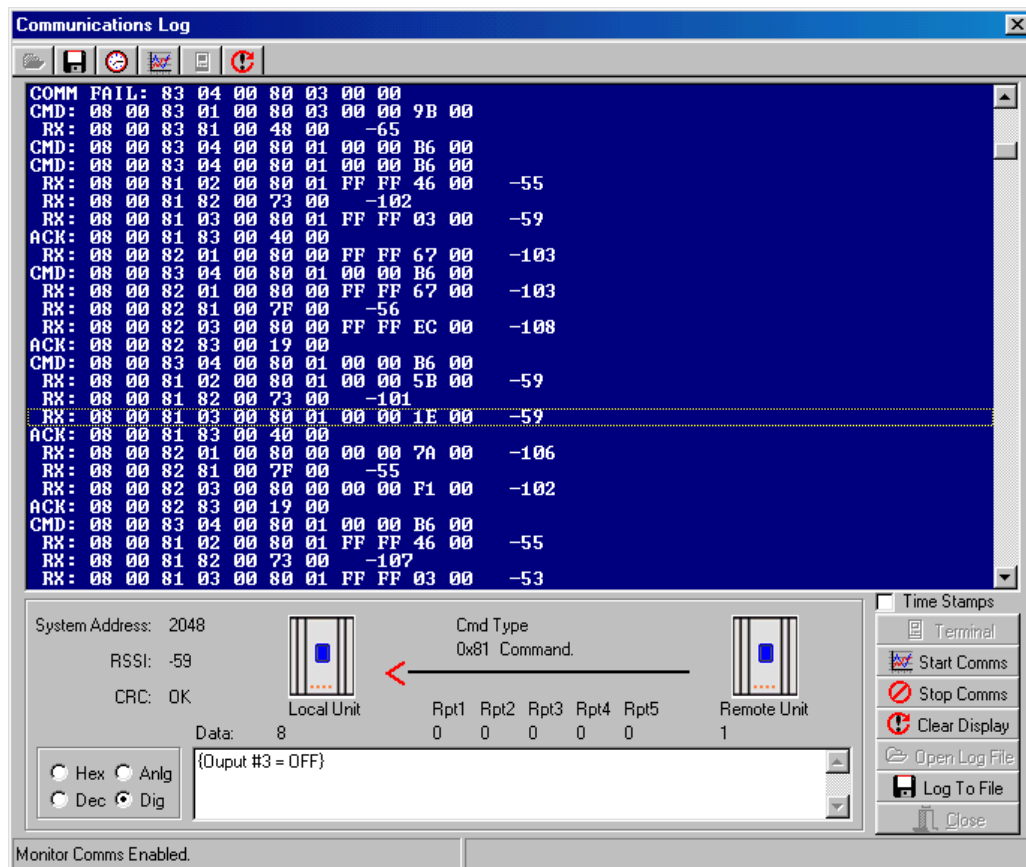 Communications Log
COMM FAIL: 83 04 00 80 03 00 00
CMD: 08 00 83 01 00 80 03 00 00 9B 00
RX: 08 00 83 81 00 48 00 -65
CMD: 08 00 83 04 00 80 01 00 00 B6 00
CMD: 08 00 83 04 00 80 01 00 00 B6 00
RX: 08 00 81 02 00 80 01 FF FF 46 00 -55
RX: 08 00 81 82 00 73 00 -102
RX: 08 00 81 03 00 80 01 FF FF 03 00 -59
ACK: 08 00 81 83 00 40 00
RX: 08 00 82 01 00 80 00 FF FF 67 00 -103
CMD: 08 00 83 04 00 80 01 00 00 B6 00
RX: 08 00 82 01 00 80 00 FF FF 67 00 -103
RX: 08 00 82 81 00 7F 00 -56
RX: 08 00 82 03 00 80 00 FF FF EC 00 -108
ACK: 08 00 82 83 00 19 00
CMD: 08 00 83 04 00 80 01 00 00 B6 00
RX: 08 00 81 02 00 80 01 00 00 5B 00 -59
RX: 08 00 81 82 00 73 00 -101
RX: 08 00 81 03 00 80 01 00 00 1E 00 -59
ACK: 08 00 81 83 00 40 00
RX: 08 00 82 01 00 80 00 00 00 7A 00 -106
RX: 08 00 82 81 00 7F 00 -55
RX: 08 00 82 03 00 80 00 00 00 F1 00 -102
ACK: 08 00 82 83 00 19 00
CMD: 08 00 83 04 00 80 01 00 00 B6 00
RX: 08 00 81 02 00 80 01 FF FF 46 00 -55
RX: 08 00 81 82 00 73 00 -107
RX: 08 00 81 03 00 80 01 FF FF 03 00 -53
System Address: 2048
RSSI: -59
CRC: OK
Local Unit
Cmd Type
0x81 Command.
Remote Unit
Rpt1 Rpt2 Rpt3 Rpt4 Rpt5
Data: 8 0 0 0 0 0 1
Hex Anlg
Dec Dig
{Ouput #3 = OFF}
Time Stamps
Terminal
Start Comms
Stop Comms
Clear Display
Open Log File
Log To File
Close
Monitor Comms Enabled.